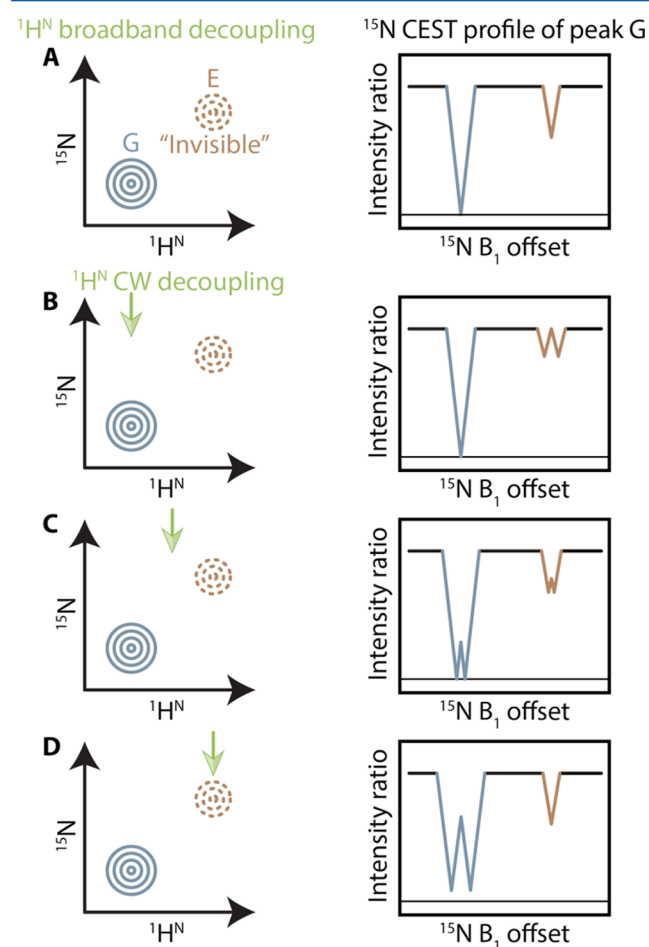 ¹Hᴺ broadband decoupling
¹⁵N CEST profile of peak G
A
E
G
“Invisible”
¹⁵N
¹Hᴺ
Intensity ratio
¹⁵N B₁ offset
¹Hᴺ CW decoupling
B
¹⁵N
¹Hᴺ
Intensity ratio
¹⁵N B₁ offset
C
¹⁵N
¹Hᴺ
Intensity ratio
¹⁵N B₁ offset
D
¹⁵N
¹Hᴺ
Intensity ratio
¹⁵N B₁ offset